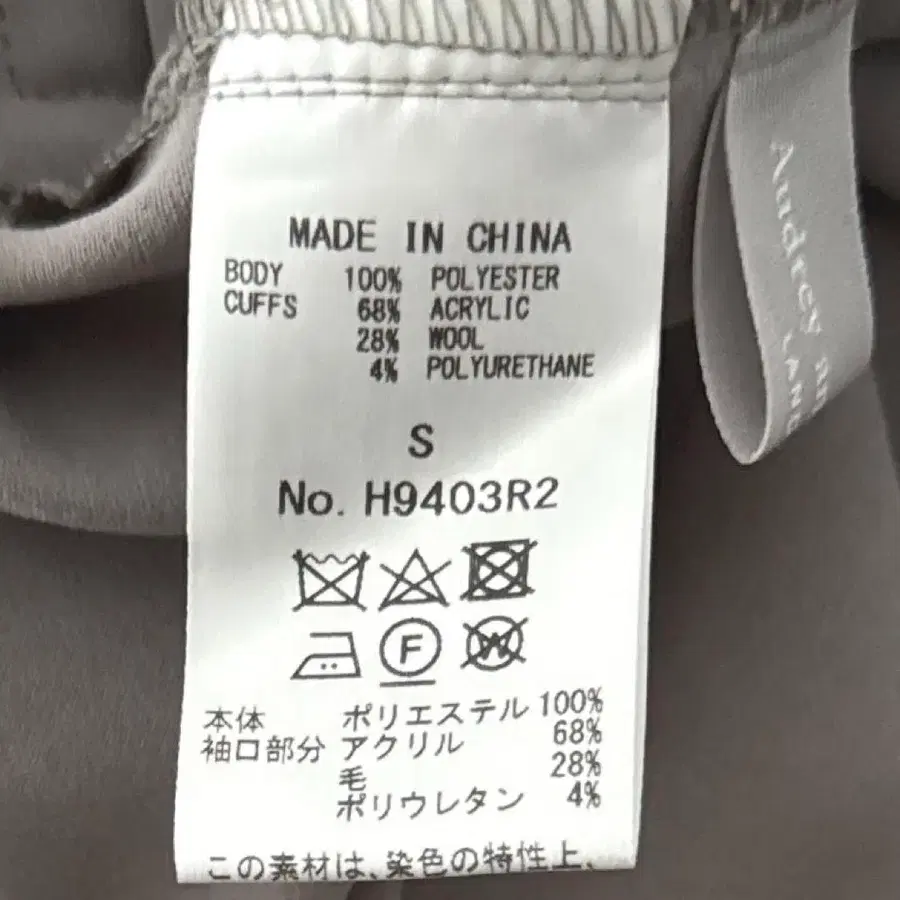 MADE IN CHINA
BODY 100% POLYESTER
CUFFS 68% ACRYLIC
28% WOOL
4% POLYURETHANE
S
No. H9403R2
F
W
本体 ポリエステル 100%
袖口部分 アクリル 68%
毛 28%
ポリウレタン 4%
この素材は、染色の特性上、
Audrey